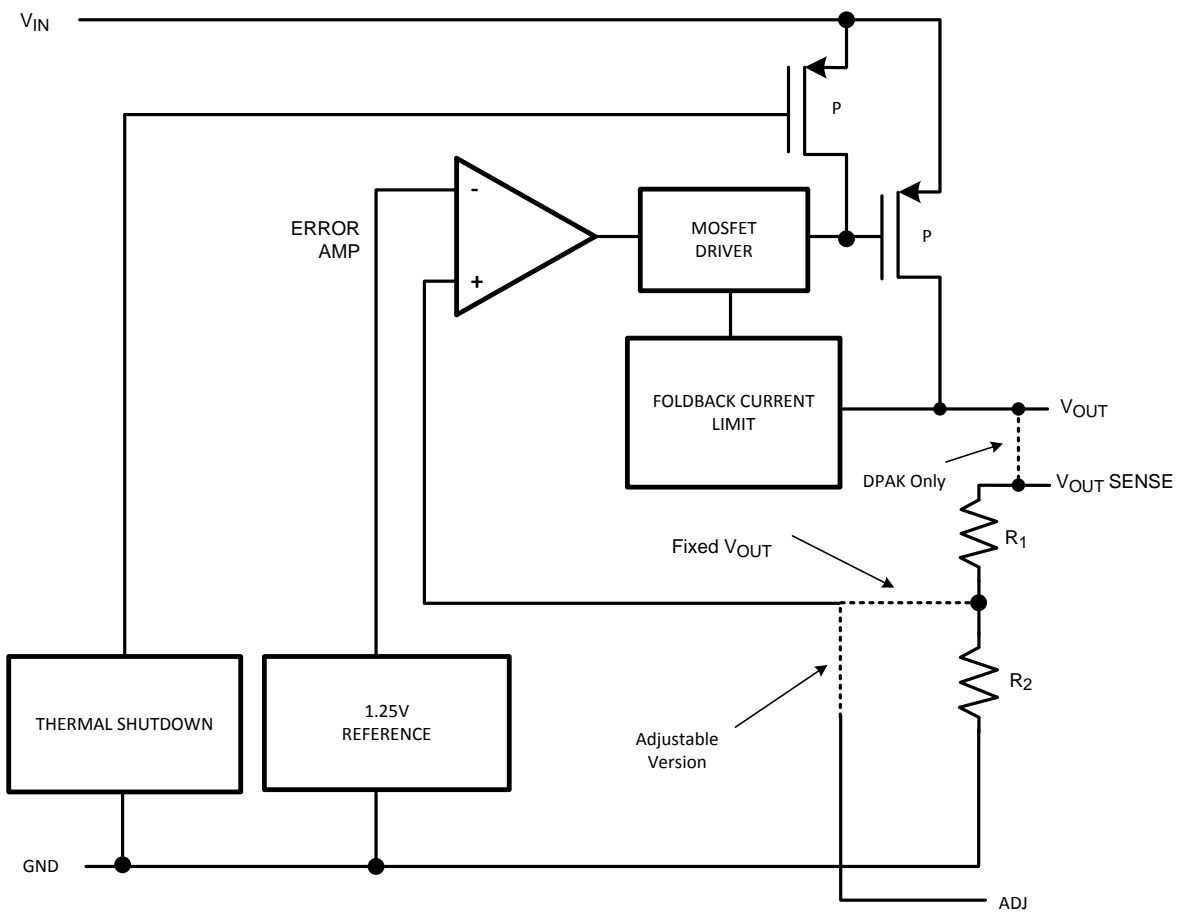 VIN
P
P
-
+
ERROR
AMP
MOSFET
DRIVER
FOLDBACK CURRENT
LIMIT
VOUT
DPAK Only
VOUT SENSE
R1
Fixed VOUT
R2
THERMAL SHUTDOWN
1.25V
REFERENCE
Adjustable
Version
GND
ADJ